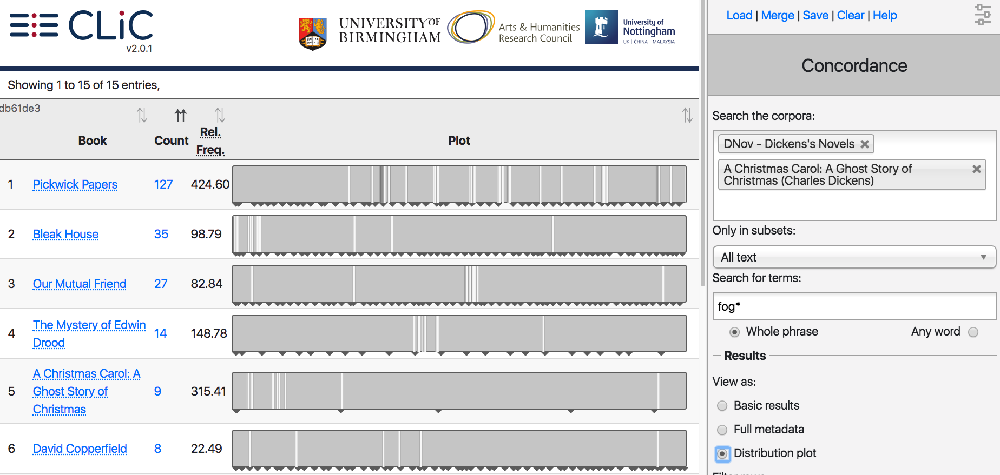 CLiC
v2.0.1
UNIVERSITY OF
BIRMINGHAM
Arts & Humanities
Research Council
University of
Nottingham
UK | CHINA | MALAYSIA
Showing 1 to 15 of 15 entries,
db61de3
Book Count Rel. Freq. Plot
1 Pickwick Papers 127 424.60
2 Bleak House 35 98.79
3 Our Mutual Friend 27 82.84
4 The Mystery of Edwin
Drood 14 148.78
5 A Christmas Carol: A
Ghost Story of
Christmas 9 315.41
6 David Copperfield 8 22.49
Load | Merge | Save | Clear | Help
Concordance
Search the corpora:
DNov - Dickens's Novels
A Christmas Carol: A Ghost Story of
Christmas (Charles Dickens)
Only in subsets:
All text
Search for terms:
fog*
Whole phrase Any word
Results
View as:
Basic results
Full metadata
Distribution plot